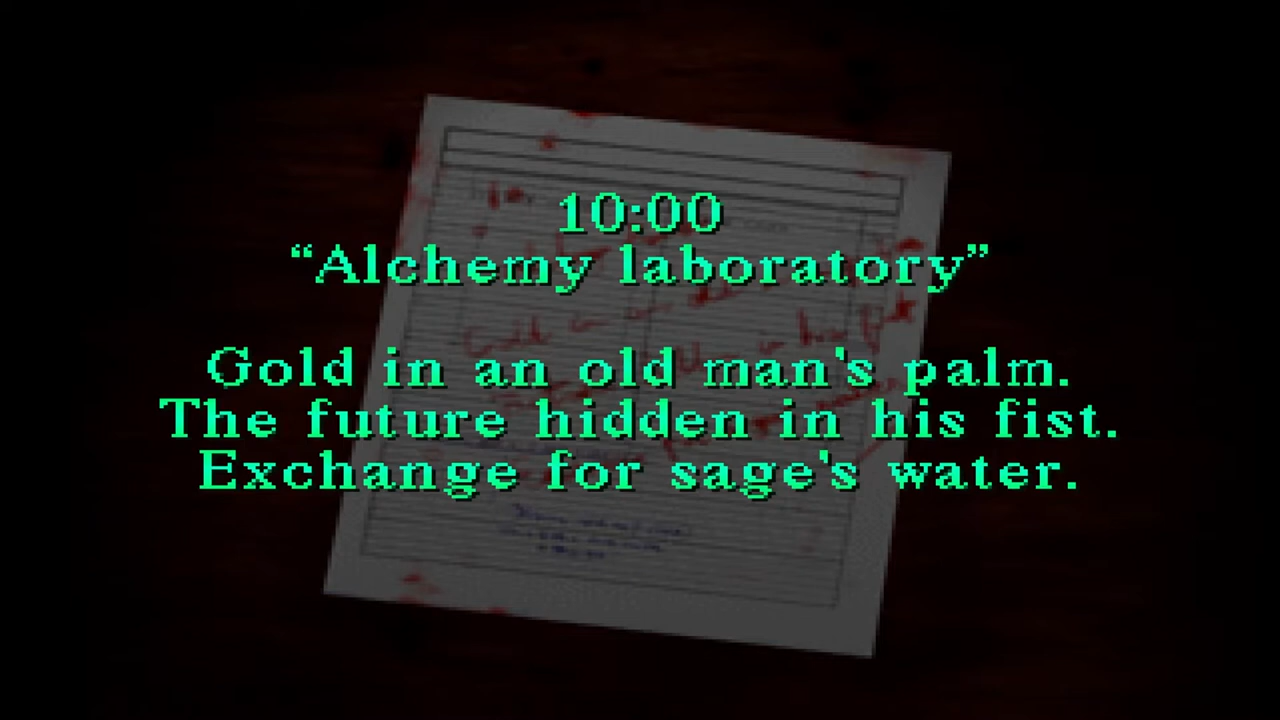 10:00
“Alchemy laboratory”
Gold in an old man's palm.
The future hidden in his fist.
Exchange for sage's water.